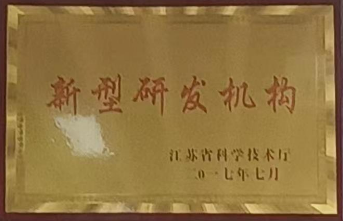 新型研发机构
江苏省科学技术厅
二〇一七年七月